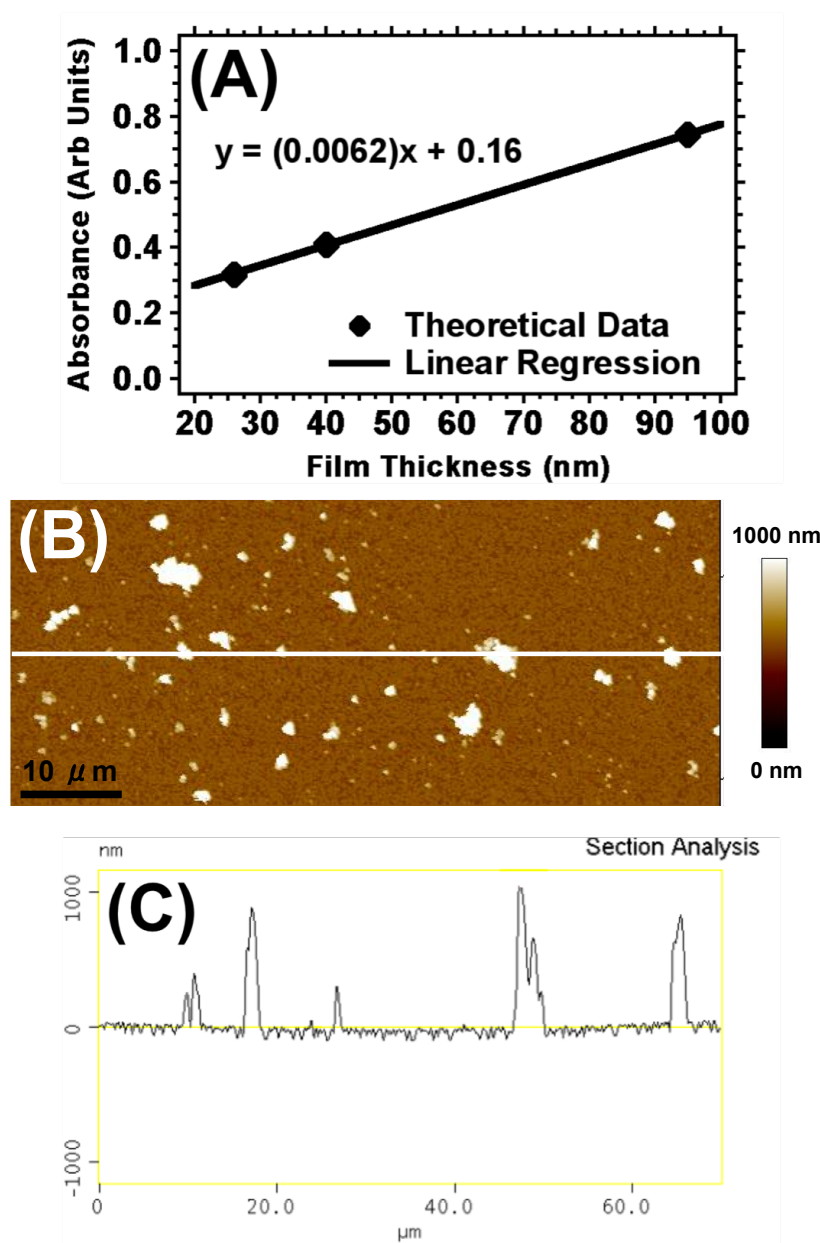 (A)
Absorbance (Arb Units)
1.0
0.8
0.6
0.4
0.2
0.0
y = (0.0062)x + 0.16
Theoretical Data
Linear Regression
20 30 40 50 60 70 80 90 100
Film Thickness (nm)
(B)
1000 nm
0 nm
10 μm
nm
Section Analysis
(C)
1000
0
-1000
0 20.0 40.0 60.0
μm